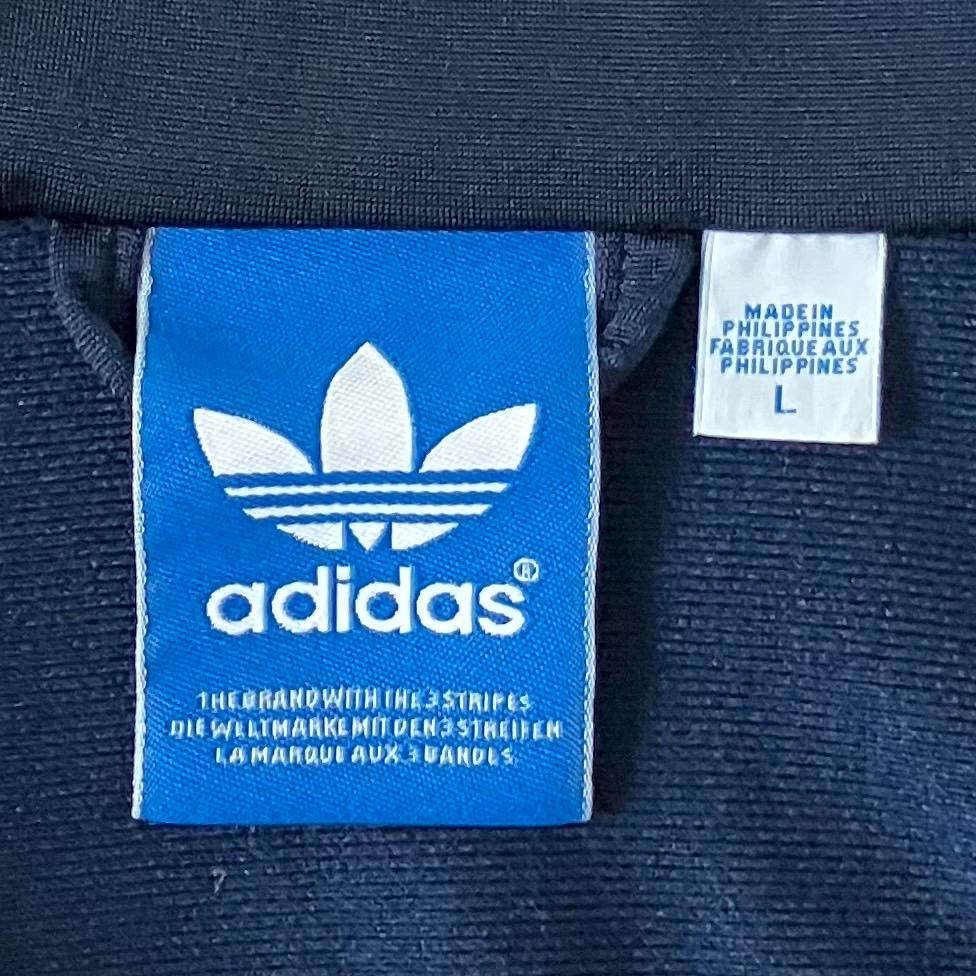 adidas®
THE BRAND WITH THE 3 STRIPES
DIE WELTMARKE MIT DEN 3 STREIFEN
LA MARQUE AUX 3 BANDES
MADE IN
PHILIPPINES
FABRIQUE AUX
PHILIPPINES
L